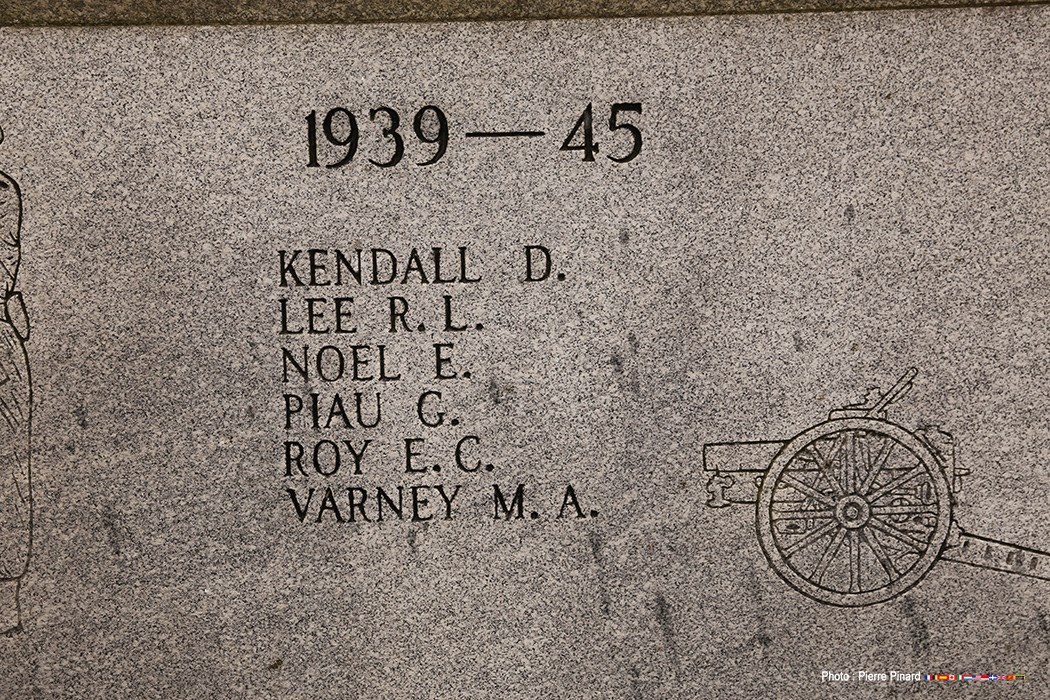 1939 — 45
KENDALL D.
LEE R. L.
NOEL E.
PIAU G.
ROY E. C.
VARNEY M. A.
Photo : Pierre Pinard